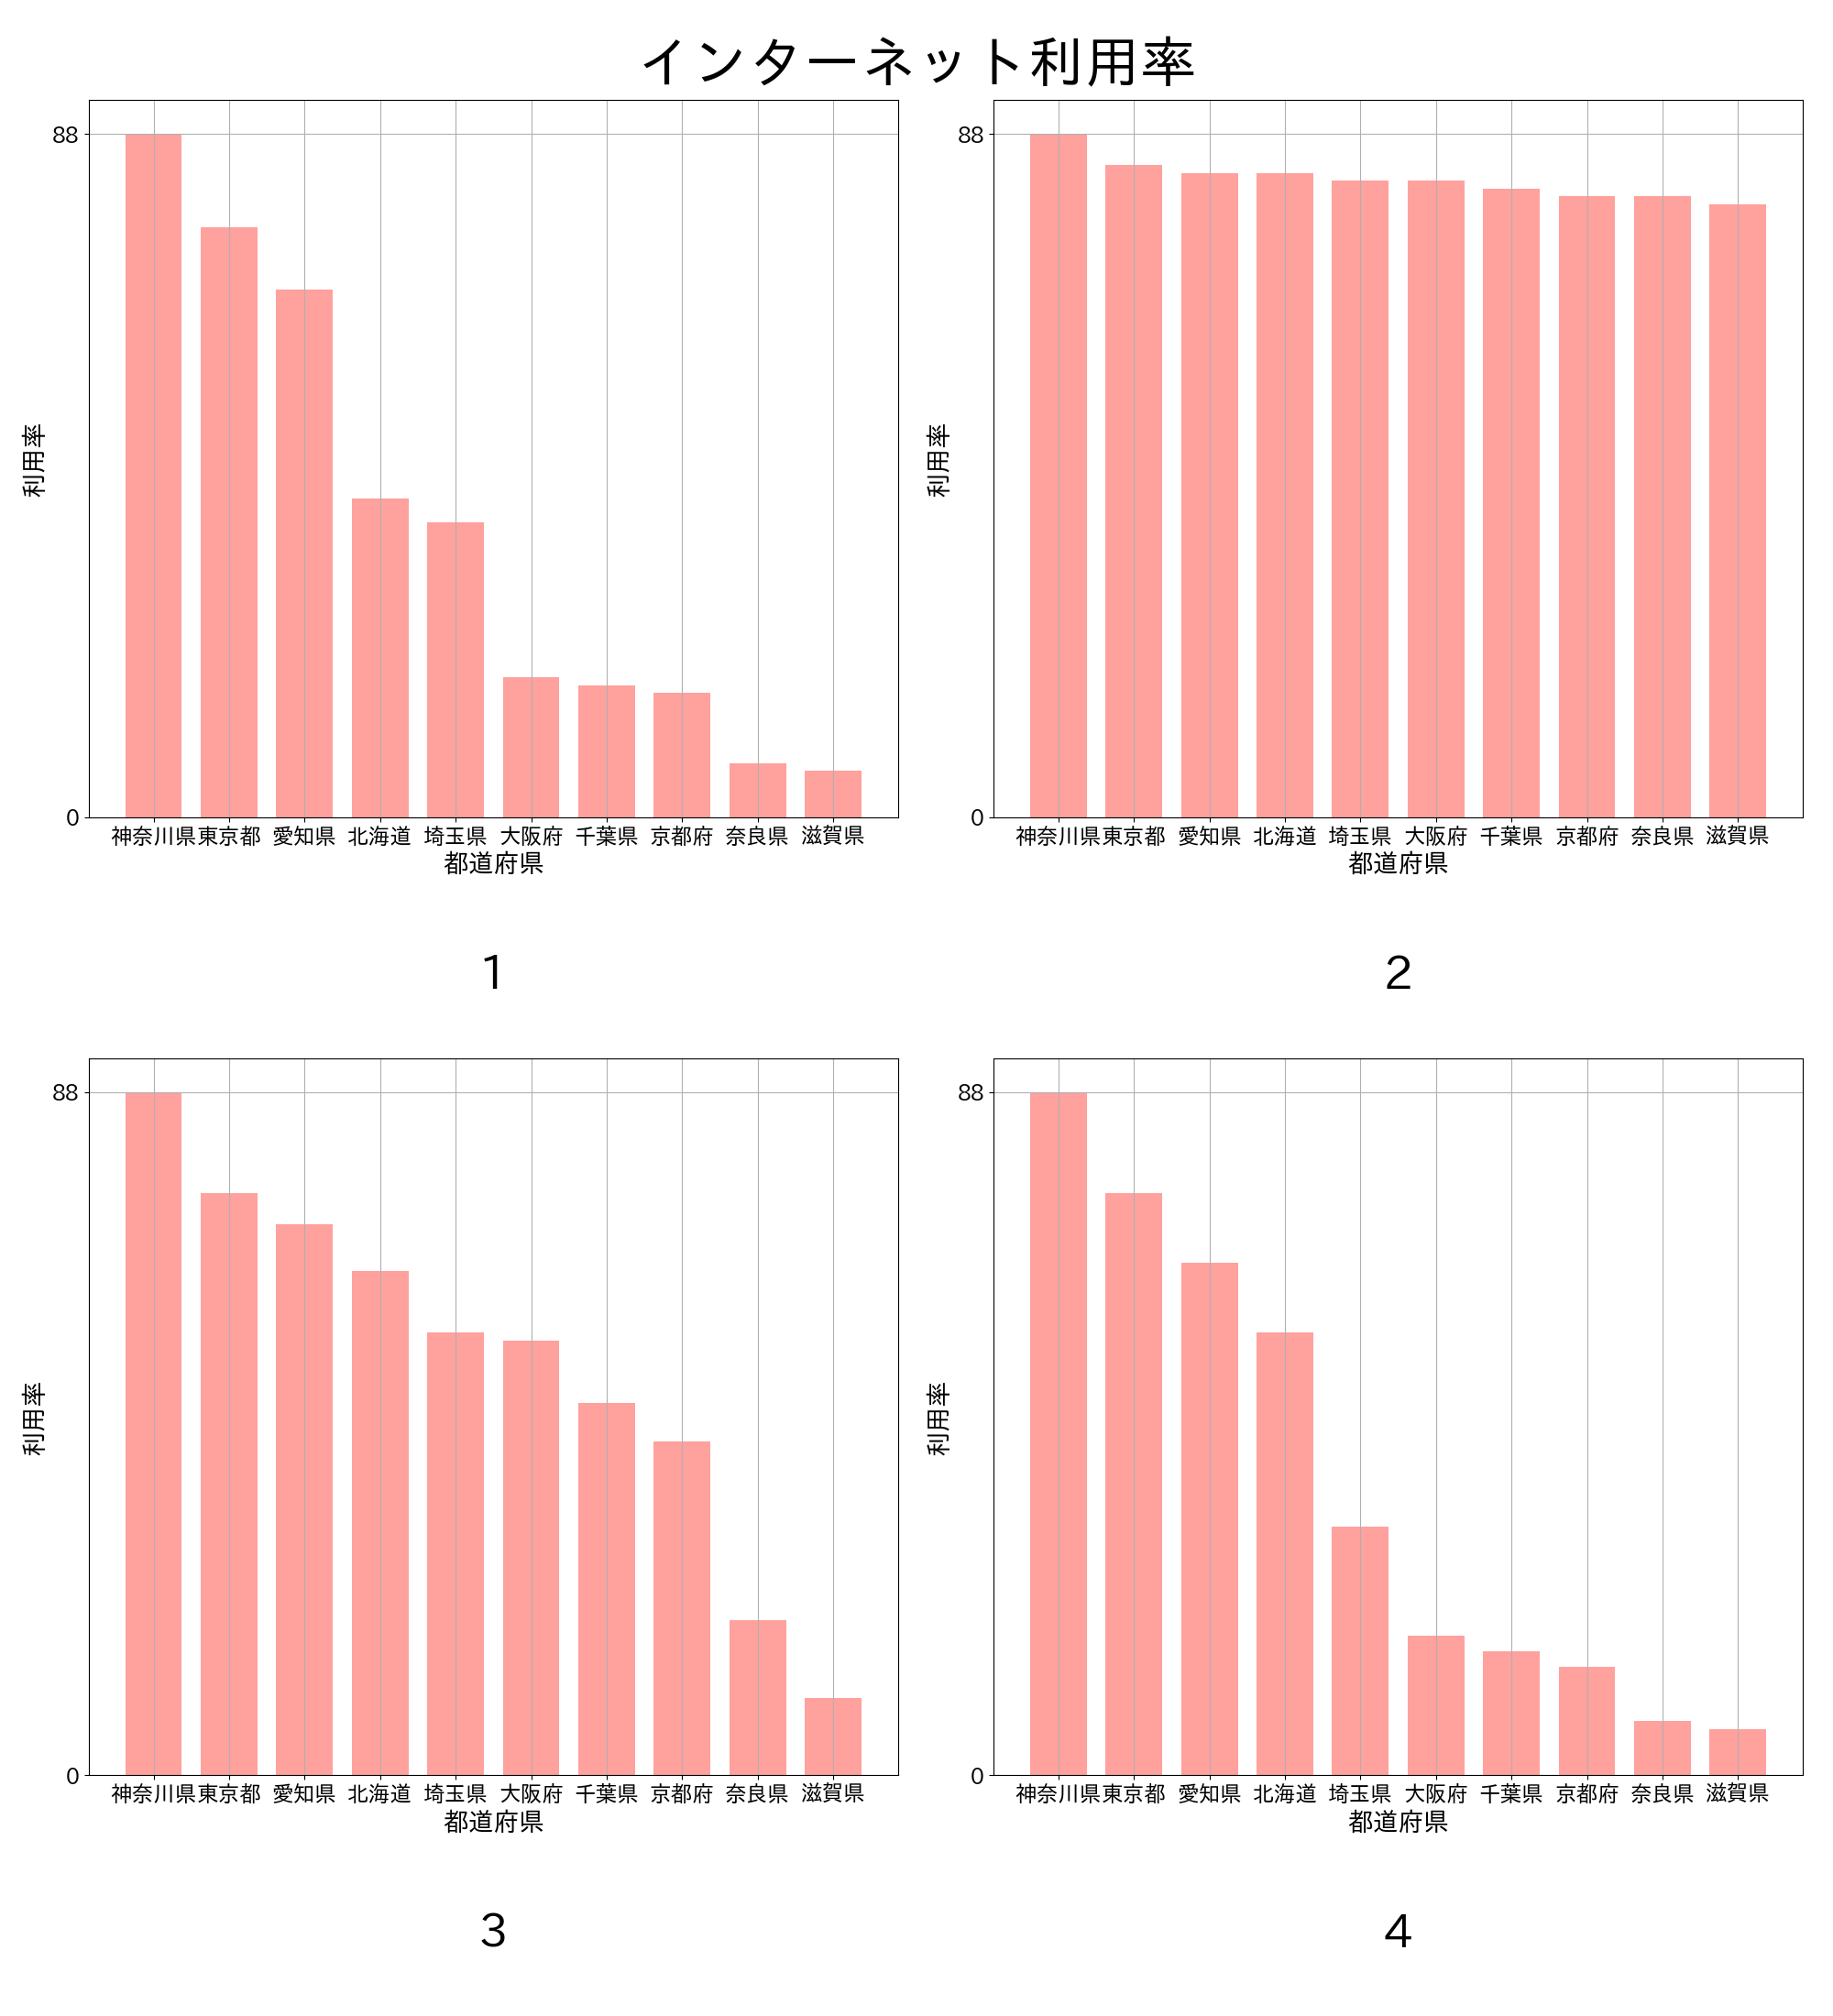 インターネット利用率
88
0
利用率
神奈川県 東京都 愛知県 北海道 埼玉県 大阪府 千葉県 京都府 奈良県 滋賀県
都道府県
1
88
0
利用率
神奈川県 東京都 愛知県 北海道 埼玉県 大阪府 千葉県 京都府 奈良県 滋賀県
都道府県
2
88
0
利用率
神奈川県 東京都 愛知県 北海道 埼玉県 大阪府 千葉県 京都府 奈良県 滋賀県
都道府県
3
88
0
利用率
神奈川県 東京都 愛知県 北海道 埼玉県 大阪府 千葉県 京都府 奈良県 滋賀県
都道府県
4